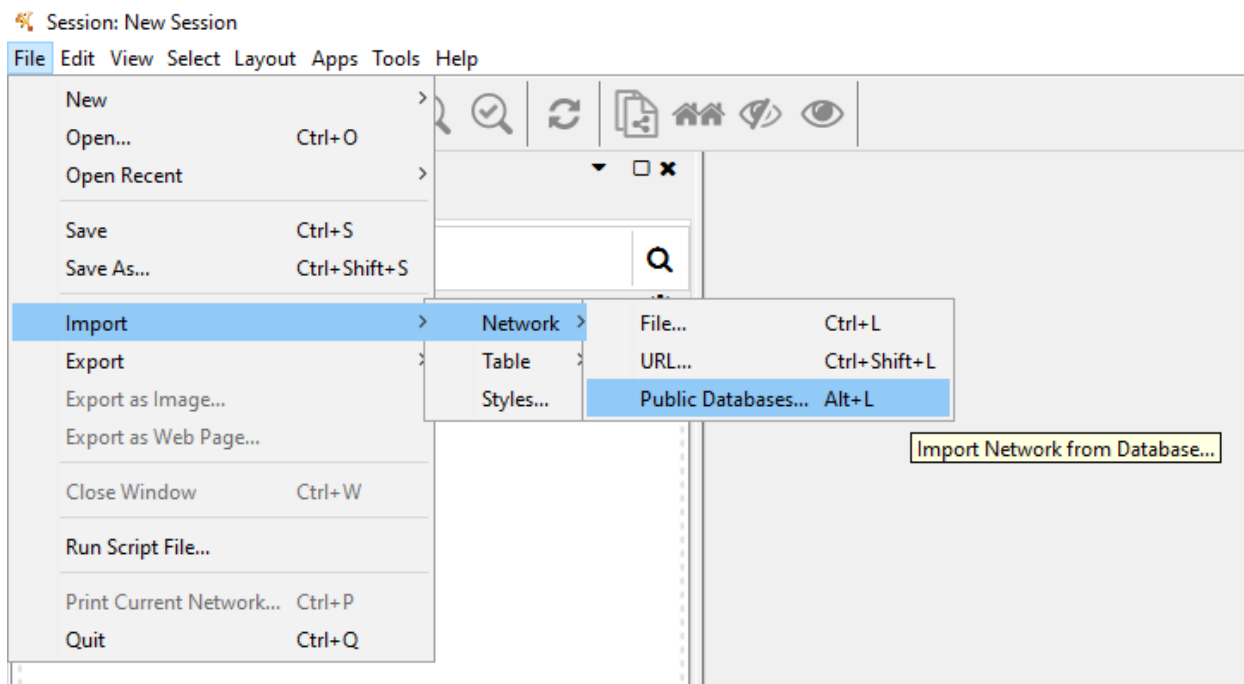 Session: New Session
File Edit View Select Layout Apps Tools Help
New
Open... Ctrl+O
Open Recent
Save Ctrl+S
Save As... Ctrl+Shift+S
Import Network File... Ctrl+L
Export Table URL... Ctrl+Shift+L
Export as Image... Styles... Public Databases... Alt+L
Export as Web Page... Import Network from Database...
Close Window Ctrl+W
Run Script File...
Print Current Network... Ctrl+P
Quit Ctrl+Q